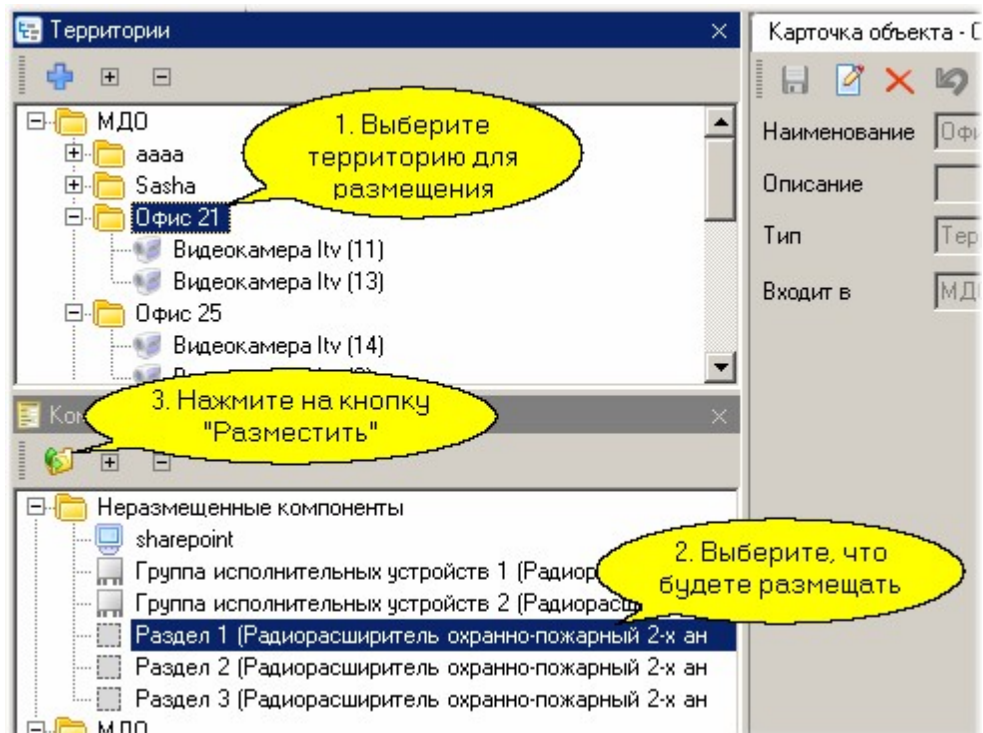 Территории
МДО
aaaa
Sasha
Офис 21
Видеокамера Itv (11)
Видеокамера Itv (13)
Офис 25
Видеокамера Itv (14)
1. Выберите
территорию для
размещения
Карточка объекта - С
Наименование
Описание
Тип Тер
Входит в МД
3. Нажмите на кнопку
"Разместить"
Неразмещенные компоненты
sharepoint
Группа исполнительных устройств 1 (Радиор
Группа исполнительных устройств 2 (Радиорасш
Раздел 1 (Радиорасширитель охранно-пожарный 2-х ан
Раздел 2 (Радиорасширитель охранно-пожарный 2-х ан
Раздел 3 (Радиорасширитель охранно-пожарный 2-х ан
МДО
2. Выберите, что
будете размещать